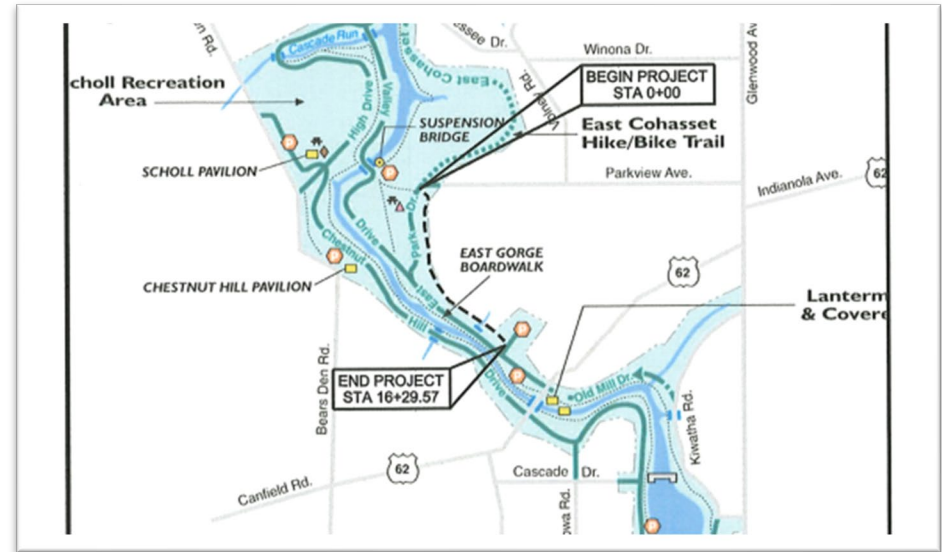 Cascade Run
essee Dr.
Winona Dr.
Glenwood Av
BEGIN PROJECT
STA 0+00
East Cohasset
Volney Rd.
choll Recreation
Area
High Drive
Valley
SUSPENSION
BRIDGE
East Cohasset
Hike/Bike Trail
SCHOLL PAVILION
P
P
Parkview Ave.
Indianola Ave.
62
Park Dr.
Drive
Chestnut
P
EAST GORGE
BOARDWALK
62
CHESTNUT HILL PAVILION
East
Hill
Lanterm
& Covere
P
END PROJECT
STA 16+29.57
P
Drive
Old Mill Dr.
Bears Den Rd.
Kiwatha Rd.
62
Canfield Rd.
Cascade Dr.
P